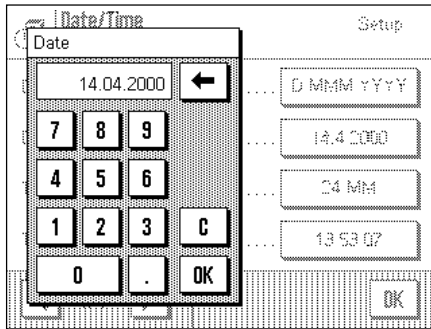 Date/Time
Setup
Date
14.04.2000
D MMM YYYY
7 8 9
14.4.2000
4 5 6
24 MM
1 2 3 C
13 53 07
0 . OK
OK